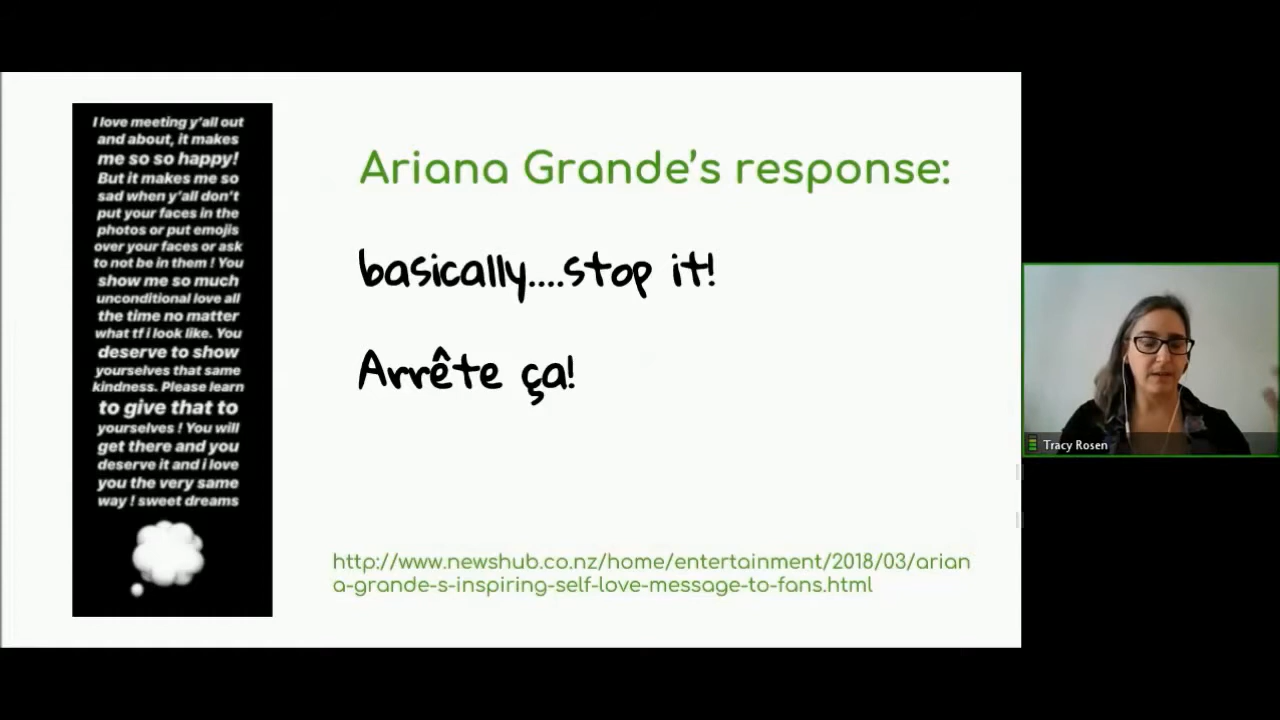 I love meeting y'all out
and about, it makes
me so so happy!
But it makes me so
sad when y'all don't
put your faces in the
photos or put emojis
over your faces or ask
to not be in them ! You
show me so much
unconditional love all
the time no matter
what tf i look like. You
deserve to show
yourselves that same
kindness. Please learn
to give that to
yourselves ! You will
get there and you
deserve it and i love
you the very same
way ! sweet dreams
Ariana Grande's response:
basically....stop it!
Arrête ça!
http://www.newshub.co.nz/home/entertainment/2018/03/arian
a-grande-s-inspiring-self-love-message-to-fans.html
Tracy Rosen